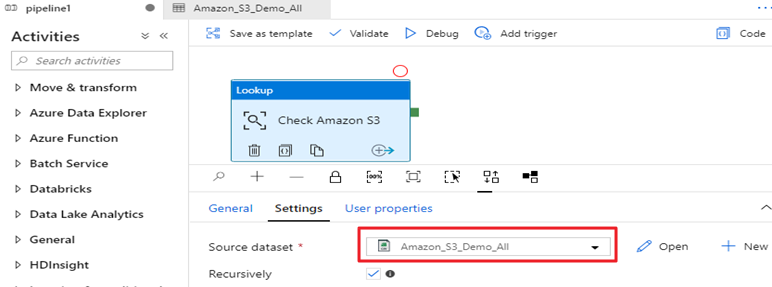 pipeline1
Amazon_S3_Demo_All
Activities
Save as template
Validate
Debug
Add trigger
Code
Search activities
Move & transform
Azure Data Explorer
Azure Function
Batch Service
Databricks
Data Lake Analytics
General
HDInsight
Lookup
Check Amazon S3
General
Settings
User properties
Source dataset *
Amazon_S3_Demo_All
Open
New
Recursively